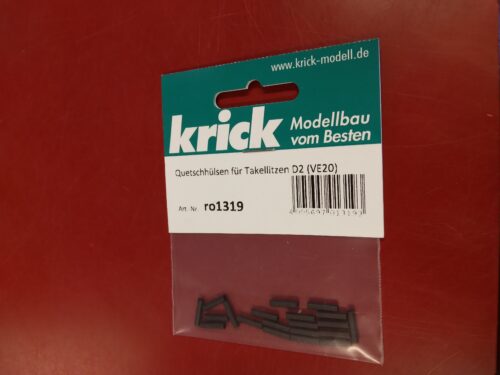 www.krick-modell.de
krick
Modellbau
vom Besten
Quetschhülsen für Takellitzen D2 (VE20)
Art. Nr. ro1319